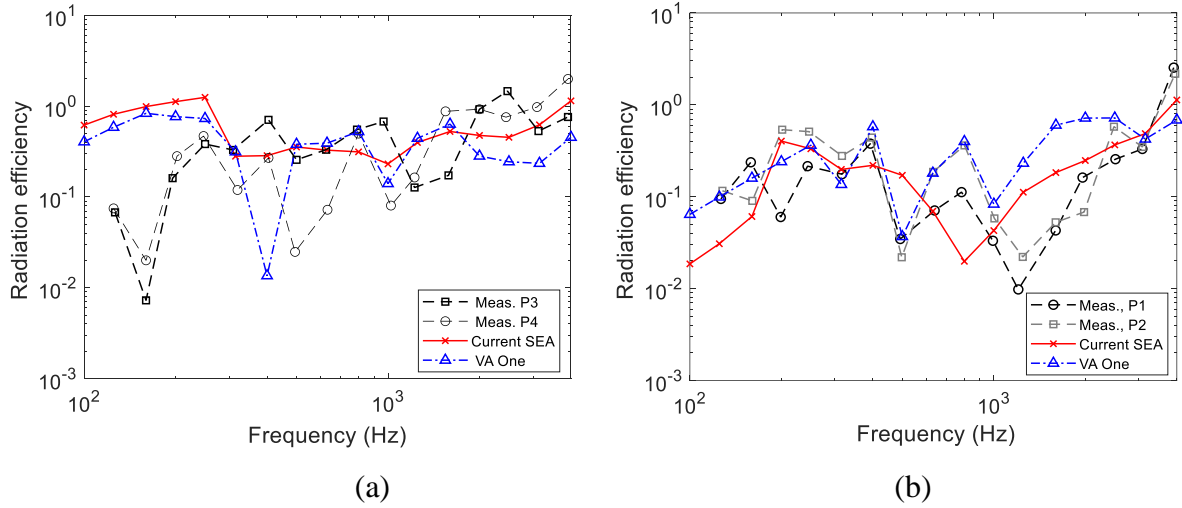 10^1
10^0
10^-1
10^-2
10^-3
10^2
10^3
Radiation efficiency
Frequency (Hz)
Meas. P3
Meas. P4
Current SEA
VA One
(a)
10^1
10^0
10^-1
10^-2
10^-3
10^2
10^3
Radiation efficiency
Frequency (Hz)
Meas., P1
Meas., P2
Current SEA
VA One
(b)